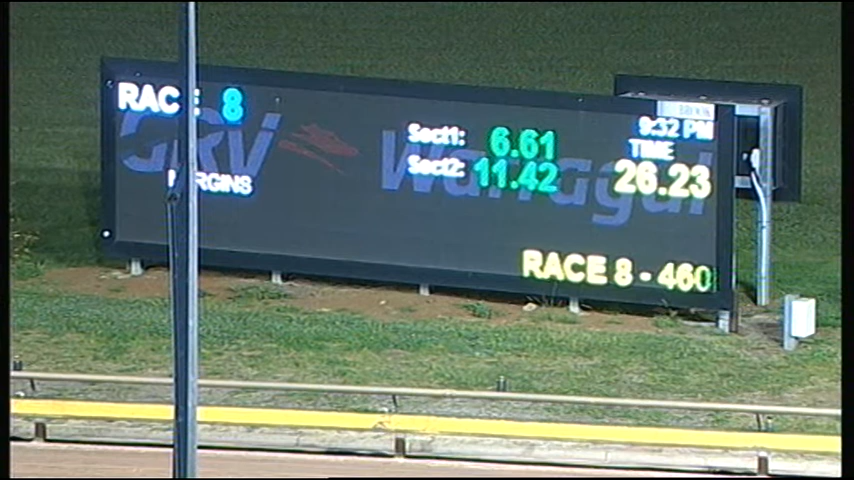 RACE 8
GRV Warragul
Sect1: 6.61
Sect2: 11.42
9:32 PM
TIME
26.23
MARGINS
RACE 8 - 460